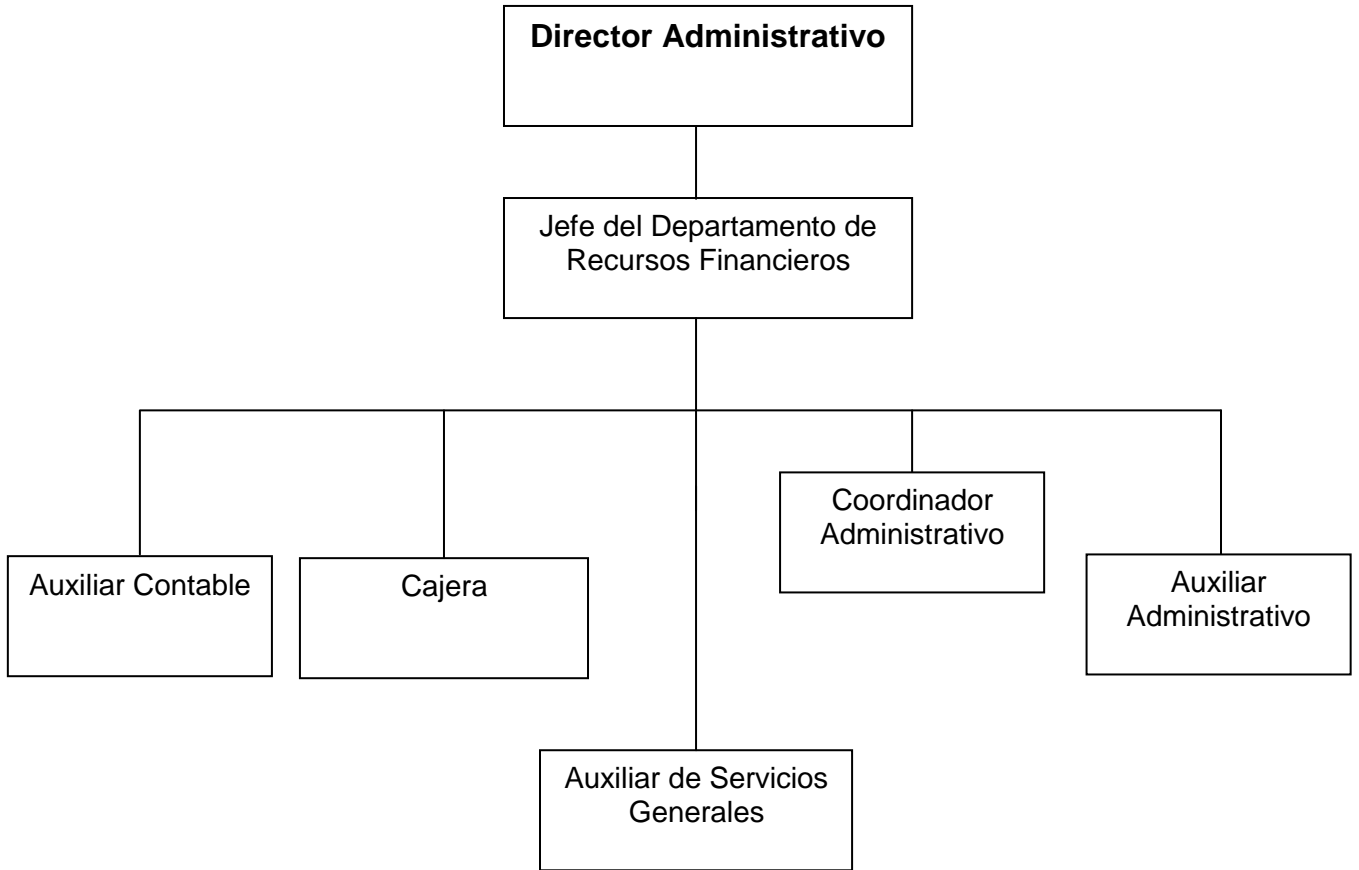 Director Administrativo
Jefe del Departamento de
Recursos Financieros
Coordinador
Administrativo
Auxiliar Contable
Cajera
Auxiliar
Administrativo
Auxiliar de Servicios
Generales